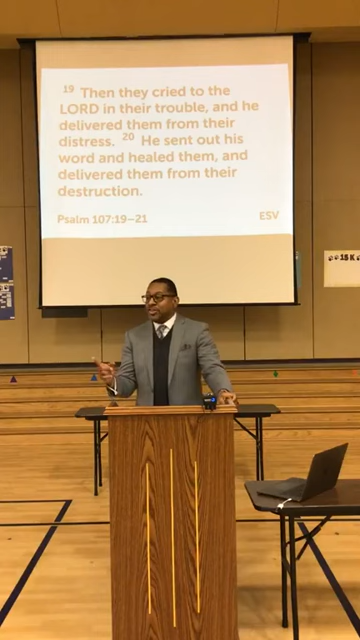 19 Then they cried to the
LORD in their trouble, and he
delivered them from their
distress. 20 He sent out his
word and healed them, and
delivered them from their
destruction.
Psalm 107:19–21 ESV
15 K